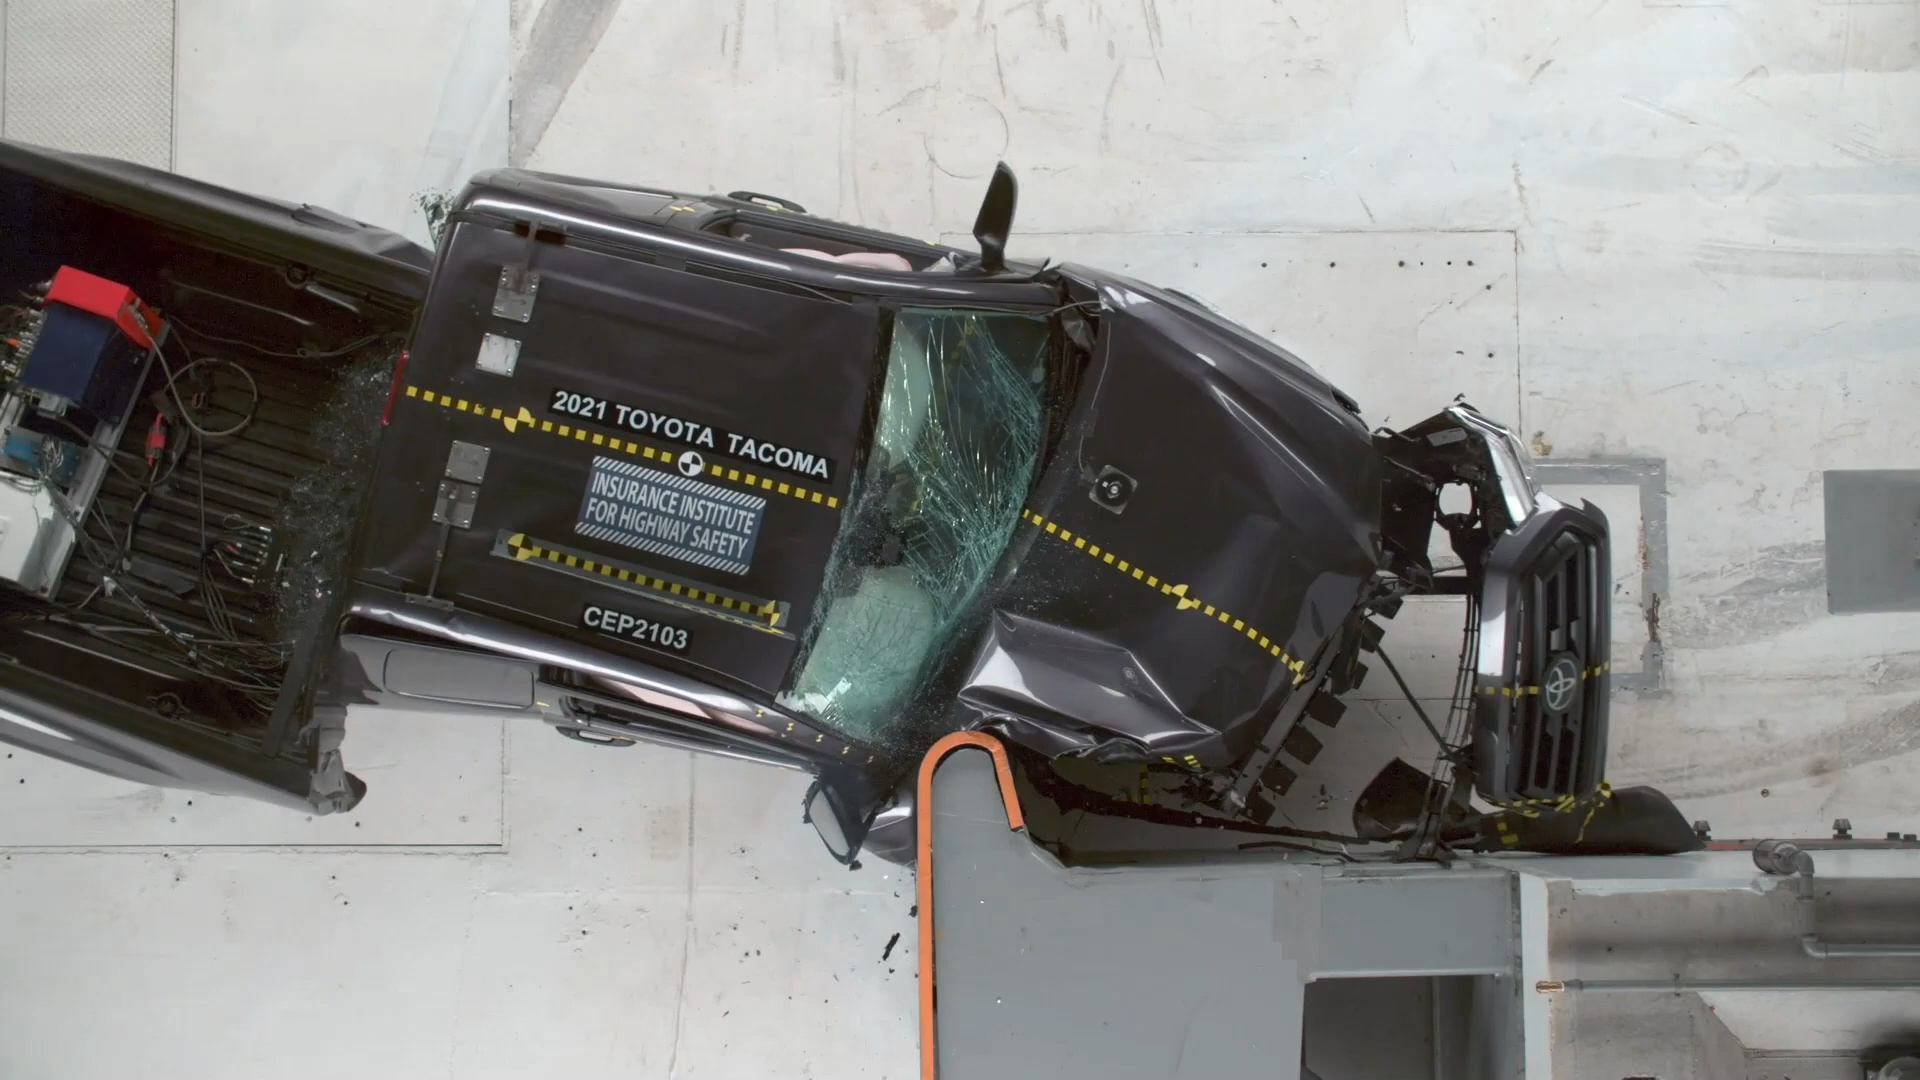 2021 TOYOTA TACOMA
INSURANCE INSTITUTE
FOR HIGHWAY SAFETY
CEP2103